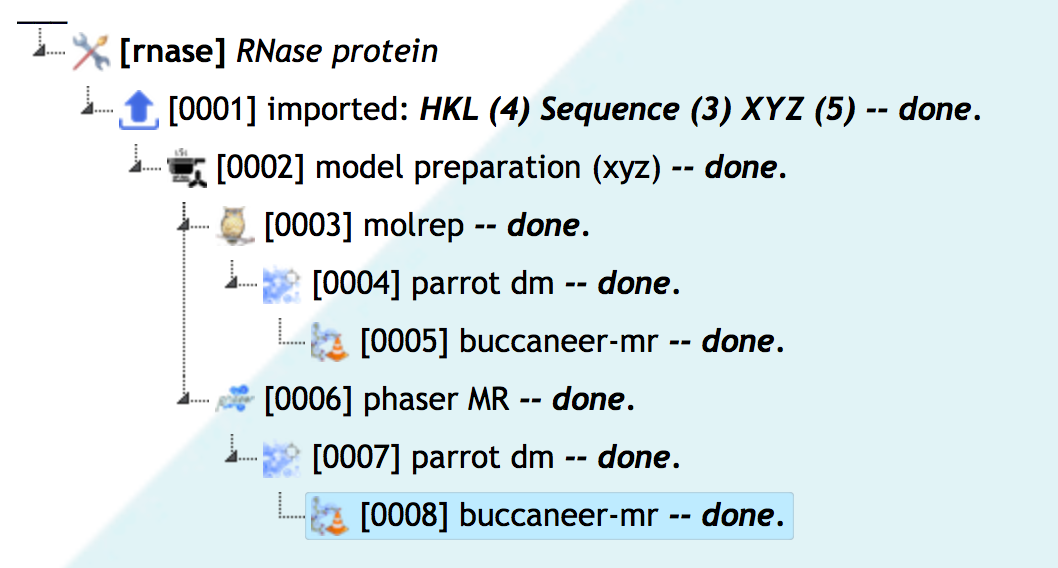 [rnase] RNase protein
[0001] imported: HKL (4) Sequence (3) XYZ (5) -- done.
[0002] model preparation (xyz) -- done.
[0003] molrep -- done.
[0004] parrot dm -- done.
[0005] buccaneer-mr -- done.
[0006] phaser MR -- done.
[0007] parrot dm -- done.
[0008] buccaneer-mr -- done.